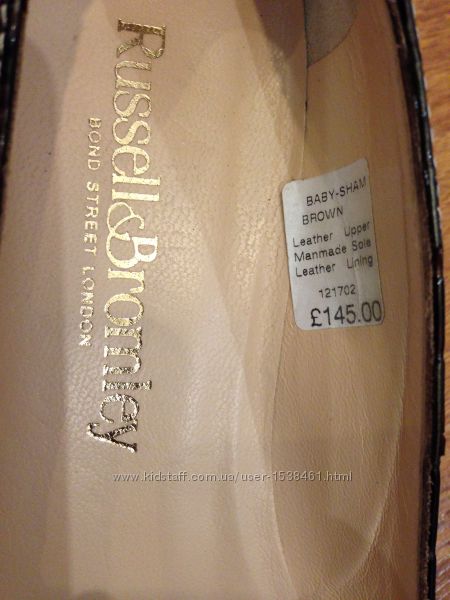 Russell&Bromley
BOND STREET LONDON
BABY-SHAM
BROWN
Leather Upper
Manmade Sole
Leather Lining
121702
£145.00
www.kidstaff.com.ua/user-1538461.html